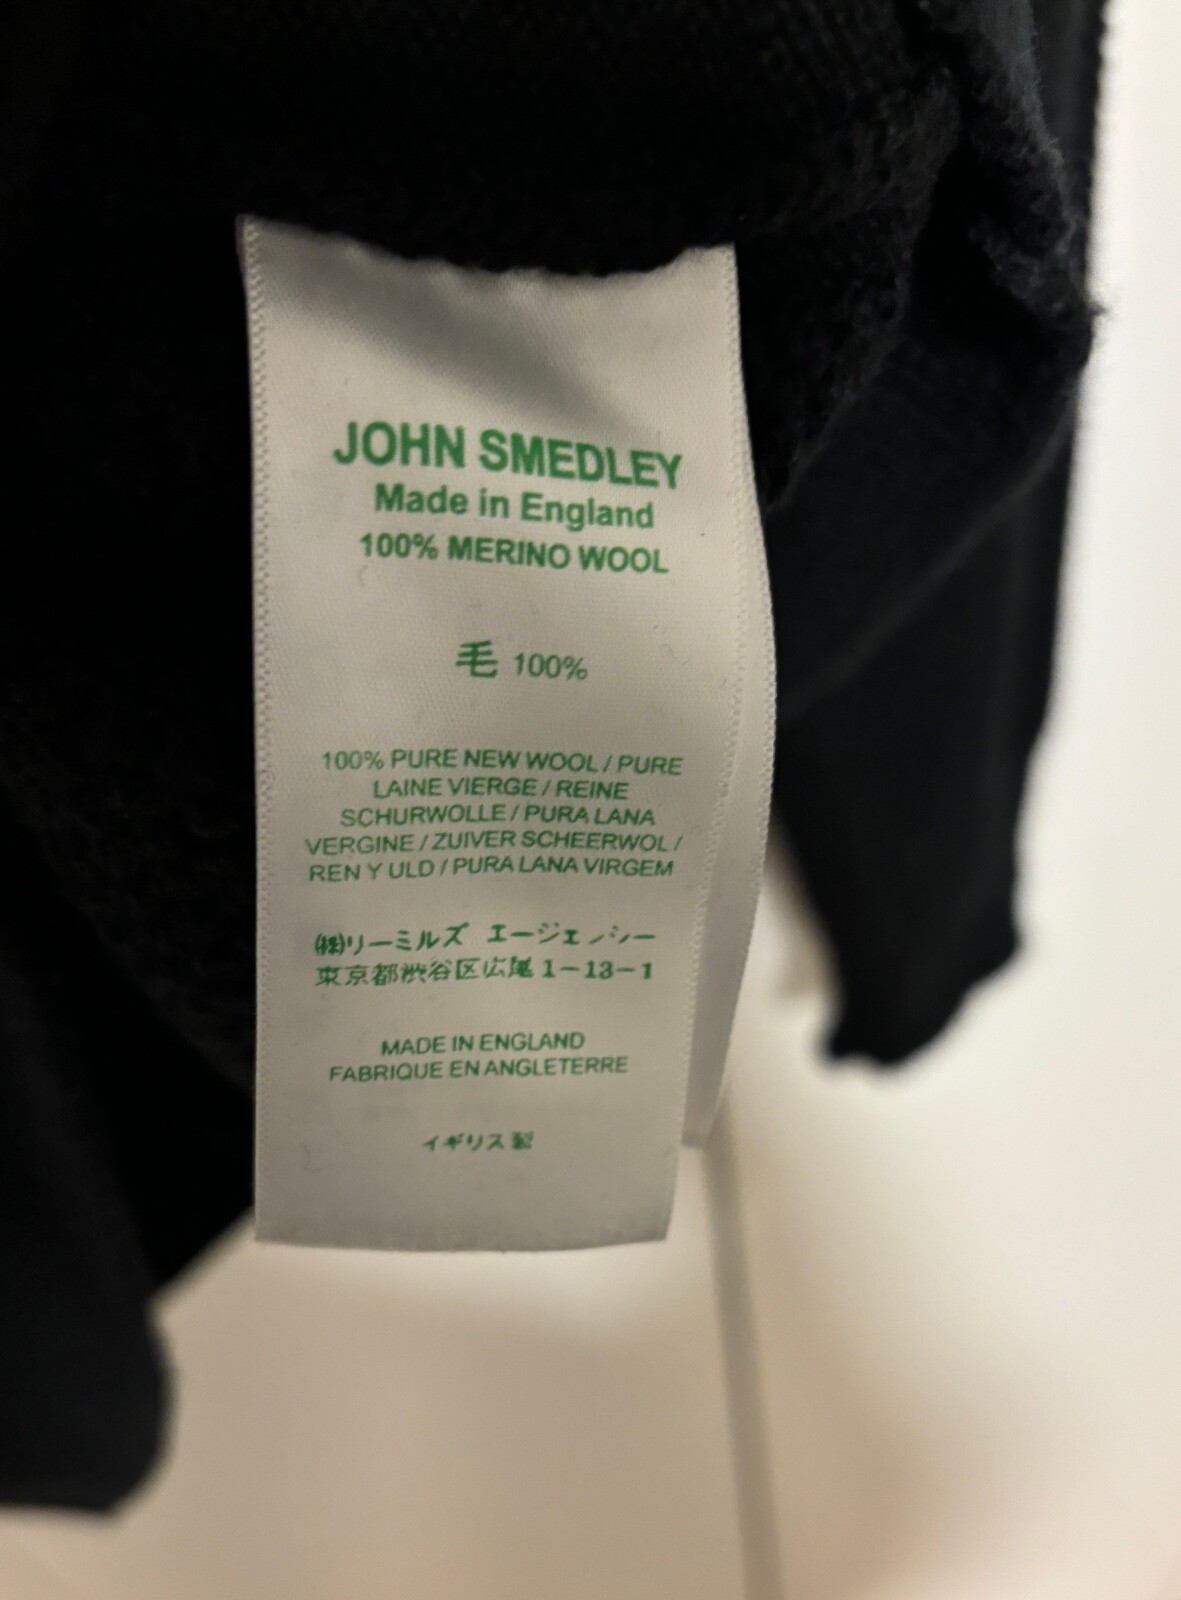 JOHN SMEDLEY
Made in England
100% MERINO WOOL
毛 100%
100% PURE NEW WOOL / PURE
LAINE VIERGE / REINE
SCHURWOLLE / PURA LANA
VERGINE / ZUIVER SCHEERWOL /
REN Y ULD / PURA LANA VIRGEM
㈱リーミルズ エージェンシー
東京都渋谷区広尾1-13-1
MADE IN ENGLAND
FABRIQUE EN ANGLETERRE
イギリス製